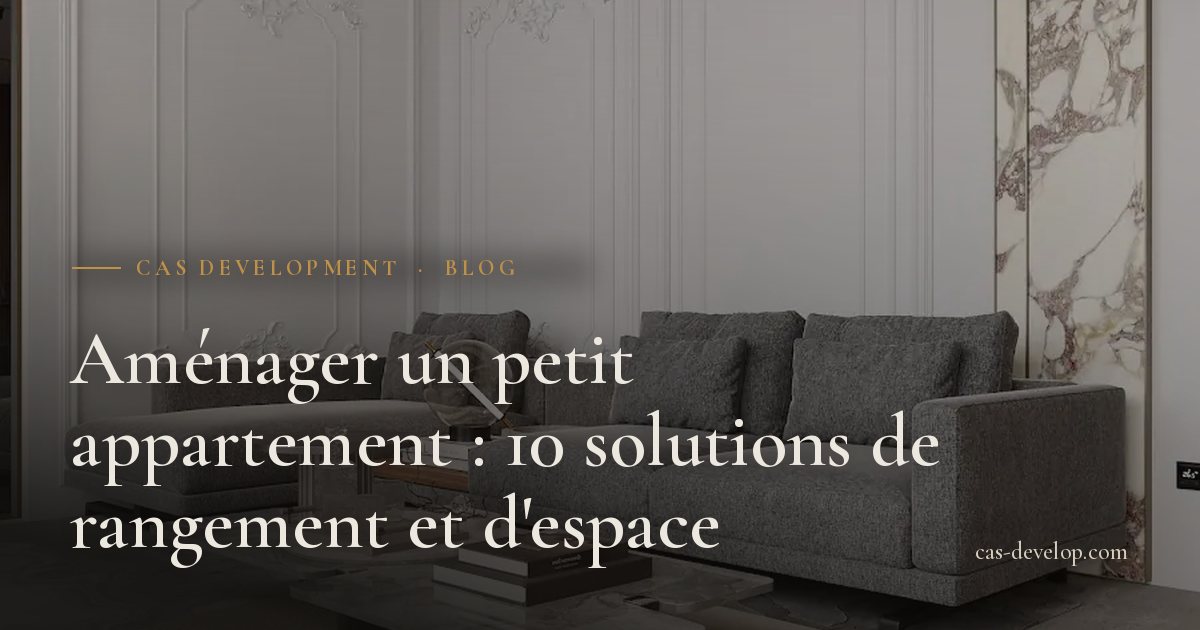 CAS DEVELOPMENT · BLOG
Aménager un petit
appartement : 10 solutions de
rangement et d'espace
cas-develop.com